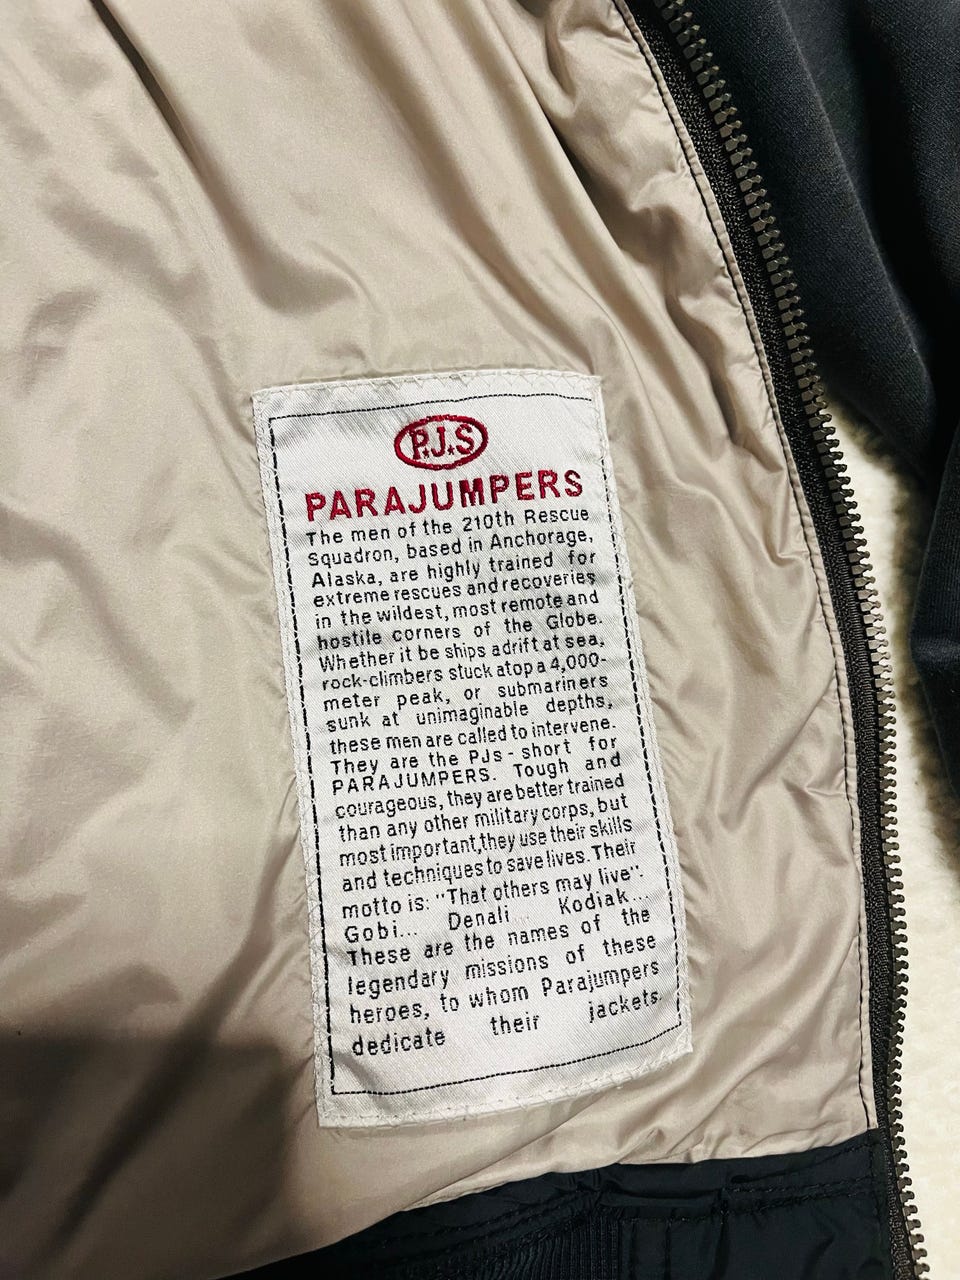 P.J.S
PARAJUMPERS
The men of the 210th Rescue
Squadron, based in Anchorage,
Alaska, are highly trained for
extreme rescues and recoveries
in the wildest, most remote and
hostile corners of the Globe.
Whether it be ships adrift at sea,
rock-climbers stuck atop a 4,000-
meter peak, or submariners
sunk at unimaginable depths,
these men are called to intervene.
They are the PJs - short for
PARAJUMPERS. Tough and
courageous, they are better trained
than any other military corps, but
most important,they use their skills
and techniques to save lives. Their
motto is: "That others may live".
Gobi... Denali... Kodiak...
These are the names of the
legendary missions of these
heroes, to whom Parajumpers
dedicate their jackets.